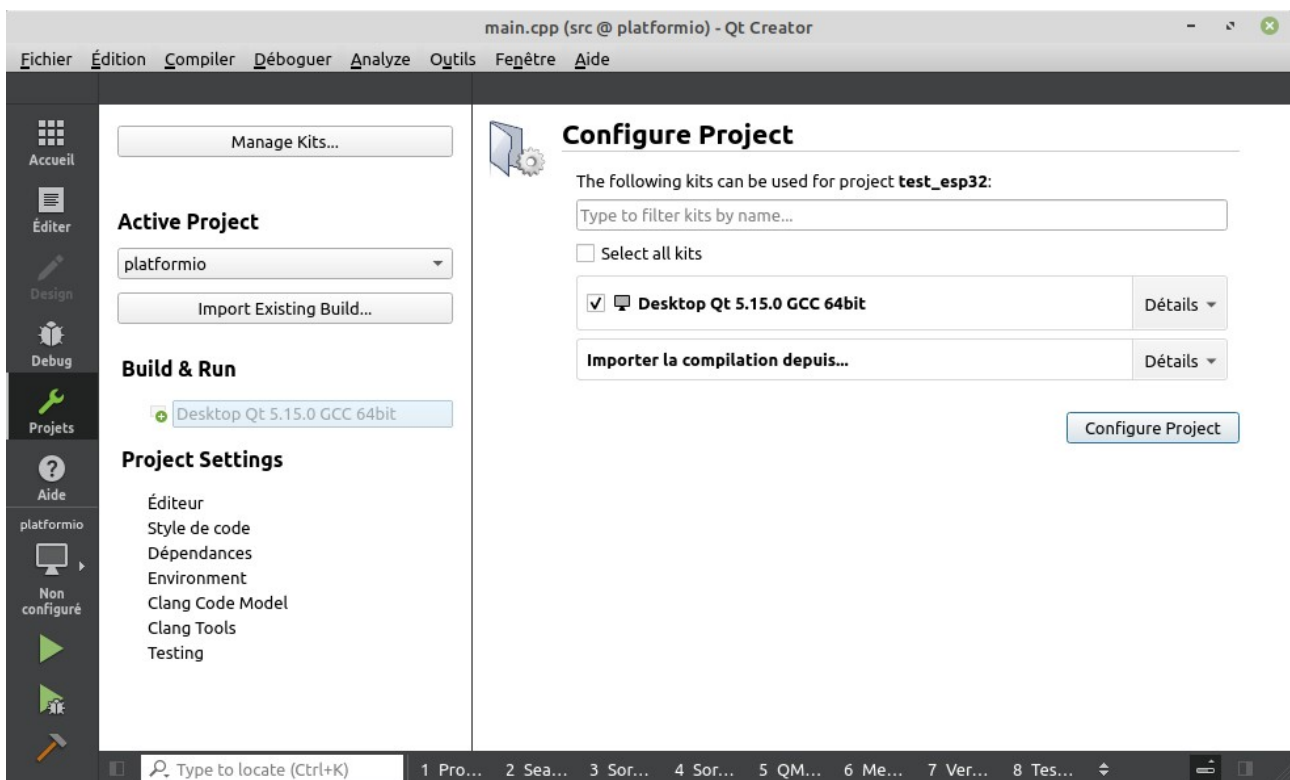 main.cpp (src @ platformio) - Qt Creator
Fichier Édition Compiler Déboguer Analyze Outils Fenêtre Aide
Accueil
Éditer
Design
Debug
Projets
Aide
platformio
Non
configuré
Manage Kits...
Active Project
platformio
Import Existing Build...
Build & Run
Desktop Qt 5.15.0 GCC 64bit
Project Settings
Éditeur
Style de code
Dépendances
Environment
Clang Code Model
Clang Tools
Testing
Configure Project
The following kits can be used for project test_esp32:
Type to filter kits by name...
Select all kits
Desktop Qt 5.15.0 GCC 64bit Détails
Importer la compilation depuis... Détails
Configure Project
Type to locate (Ctrl+K) 1 Pro... 2 Sea... 3 Sor... 4 Sor... 5 QM... 6 Me... 7 Ver... 8 Tes...